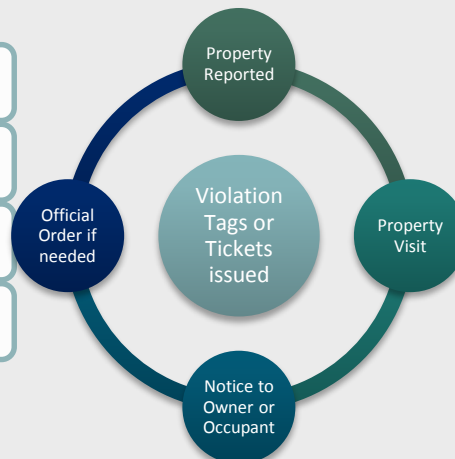 Property
Reported
Property
Visit
Notice to
Owner or
Occupant
Official
Order if
needed
Violation
Tags or
Tickets
issued